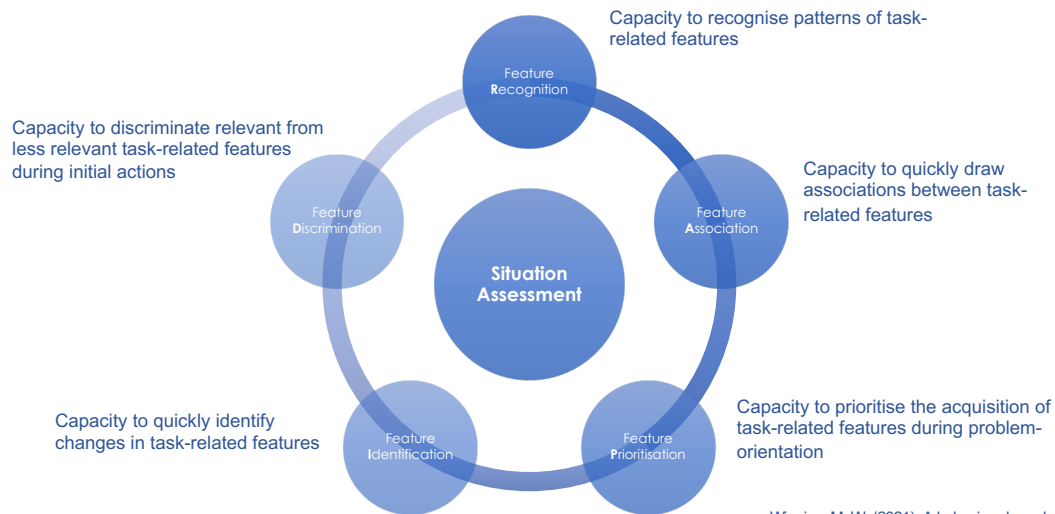 Capacity to recognise patterns of task-
related features
Feature
Recognition
Capacity to discriminate relevant from
less relevant task-related features
during initial actions
Capacity to quickly draw
associations between task-
related features
Feature
Discrimination
Feature
Association
Situation
Assessment
Capacity to quickly identify
changes in task-related features
Feature
Identification
Feature
Prioritisation
Capacity to prioritise the acquisition of
task-related features during problem-
orientation
M. W. (2021).